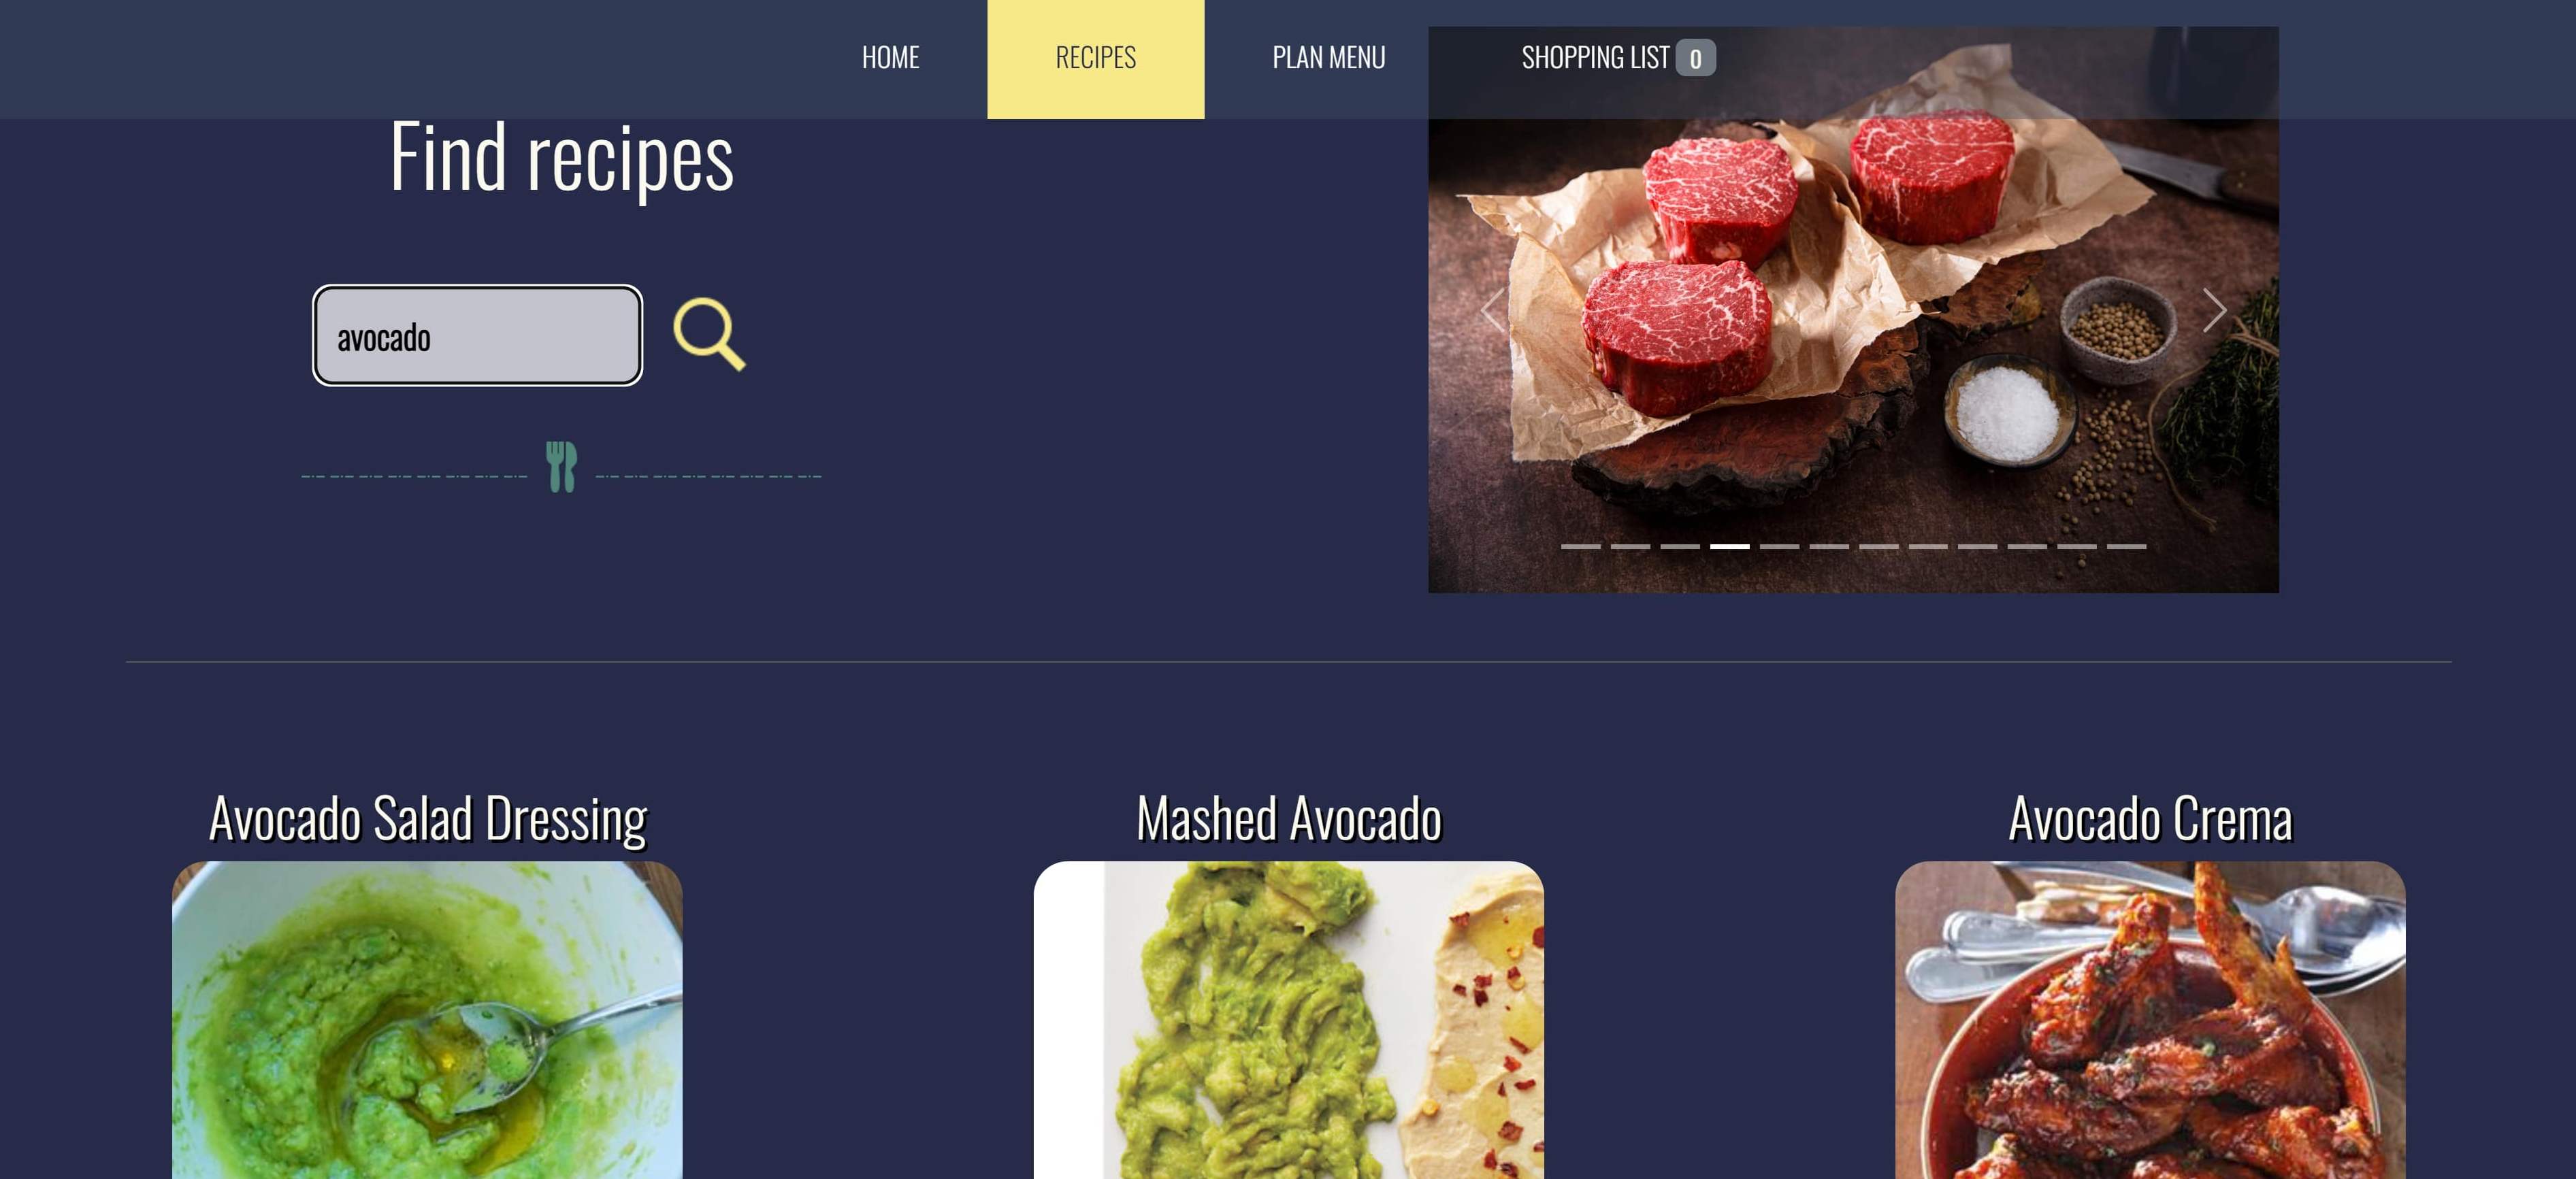 HOME
RECIPES
PLAN MENU
SHOPPING LIST 0
Find recipes
avocado
Avocado Salad Dressing
Mashed Avocado
Avocado Crema